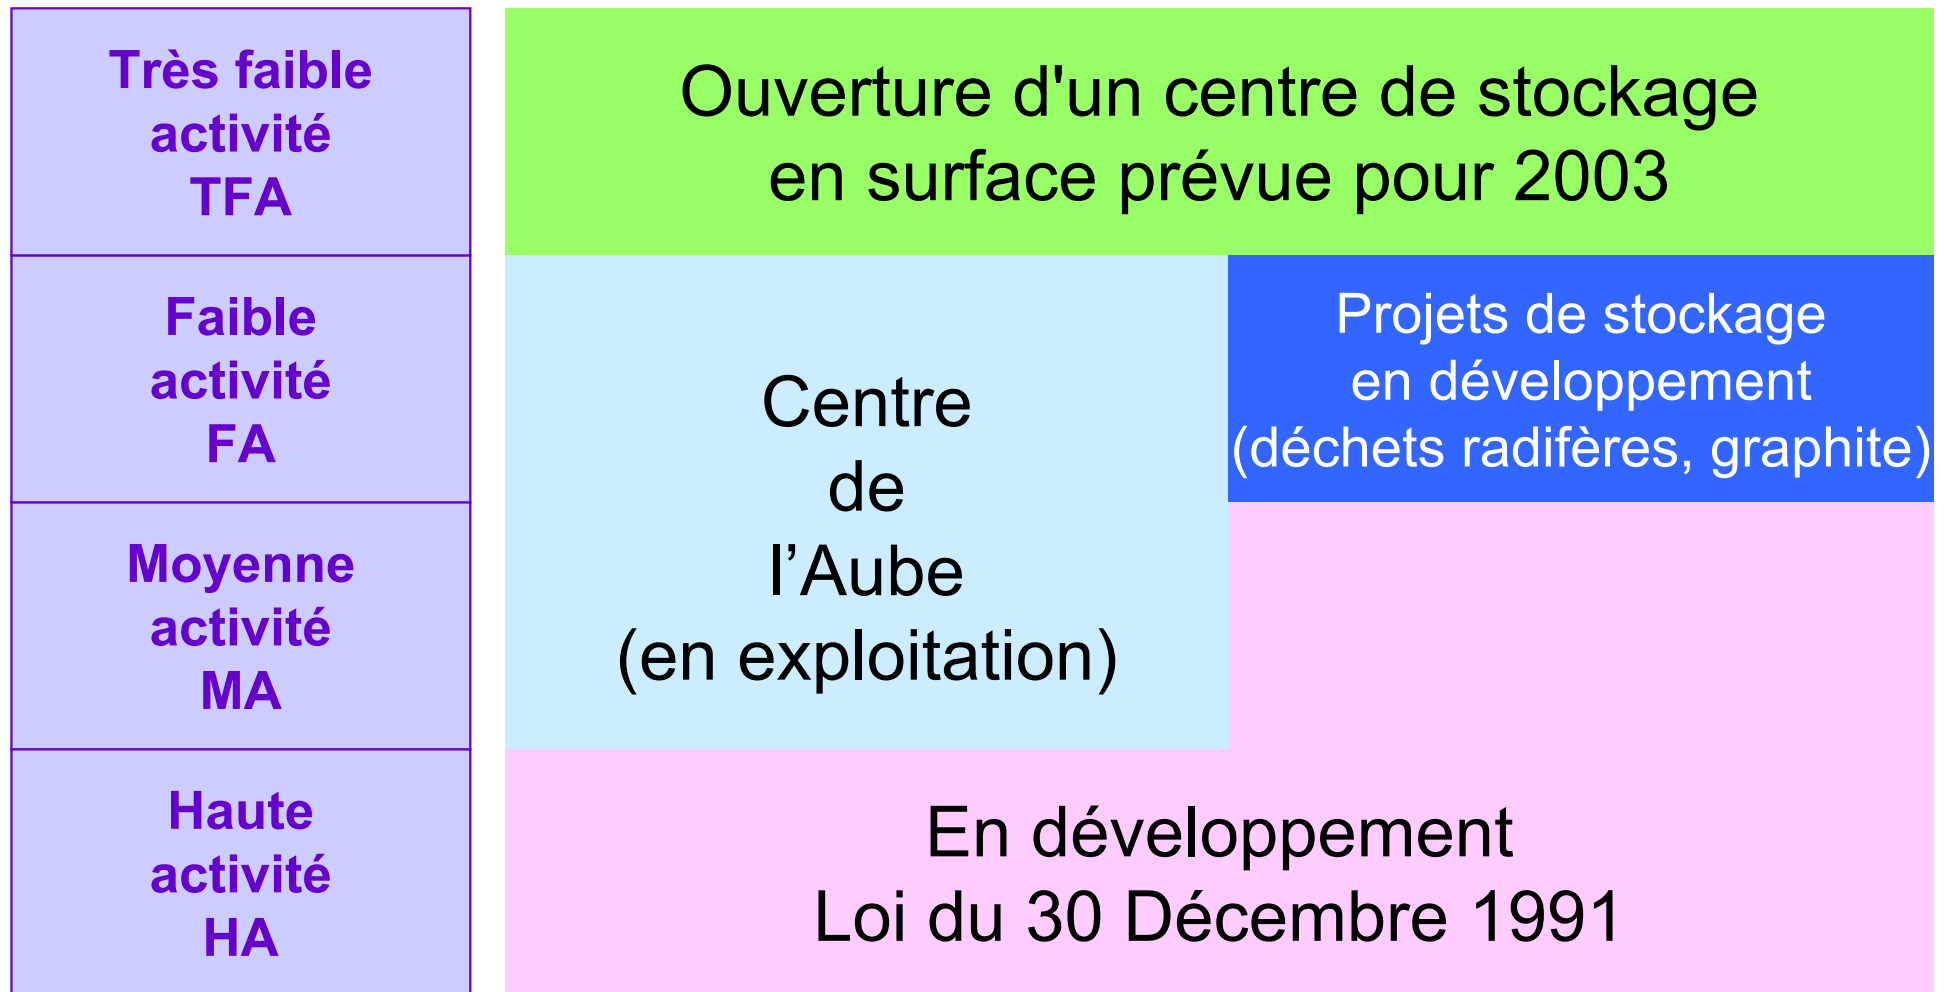 Très faible
activité
TFA
Ouverture d'un centre de stockage
en surface prévue pour 2003
Faible
activité
FA
Centre
de
l’Aube
(en exploitation)
Projets de stockage
en développement
(déchets radifères, graphite)
Moyenne
activité
MA
Haute
activité
HA
En développement
Loi du 30 Décembre 1991